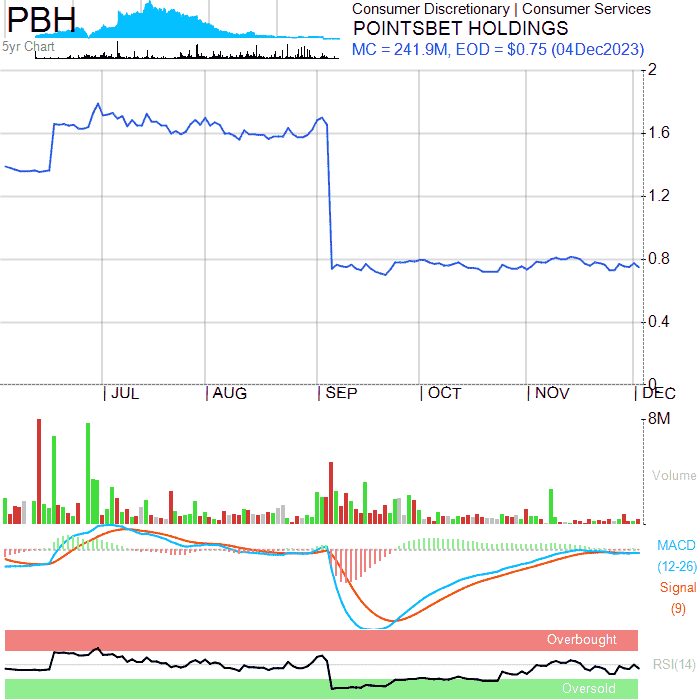 PBH
Consumer Discretionary | Consumer Services
POINTSBET HOLDINGS
MC = 241.9M, EOD = $0.75 (04Dec2023)
5yr Chart
2
1.6
1.2
0.8
0.4
0
JUL AUG SEP OCT NOV DEC
8M
Volume
MACD
(12-26)
Signal
(9)
Overbought
RSI(14)
Oversold